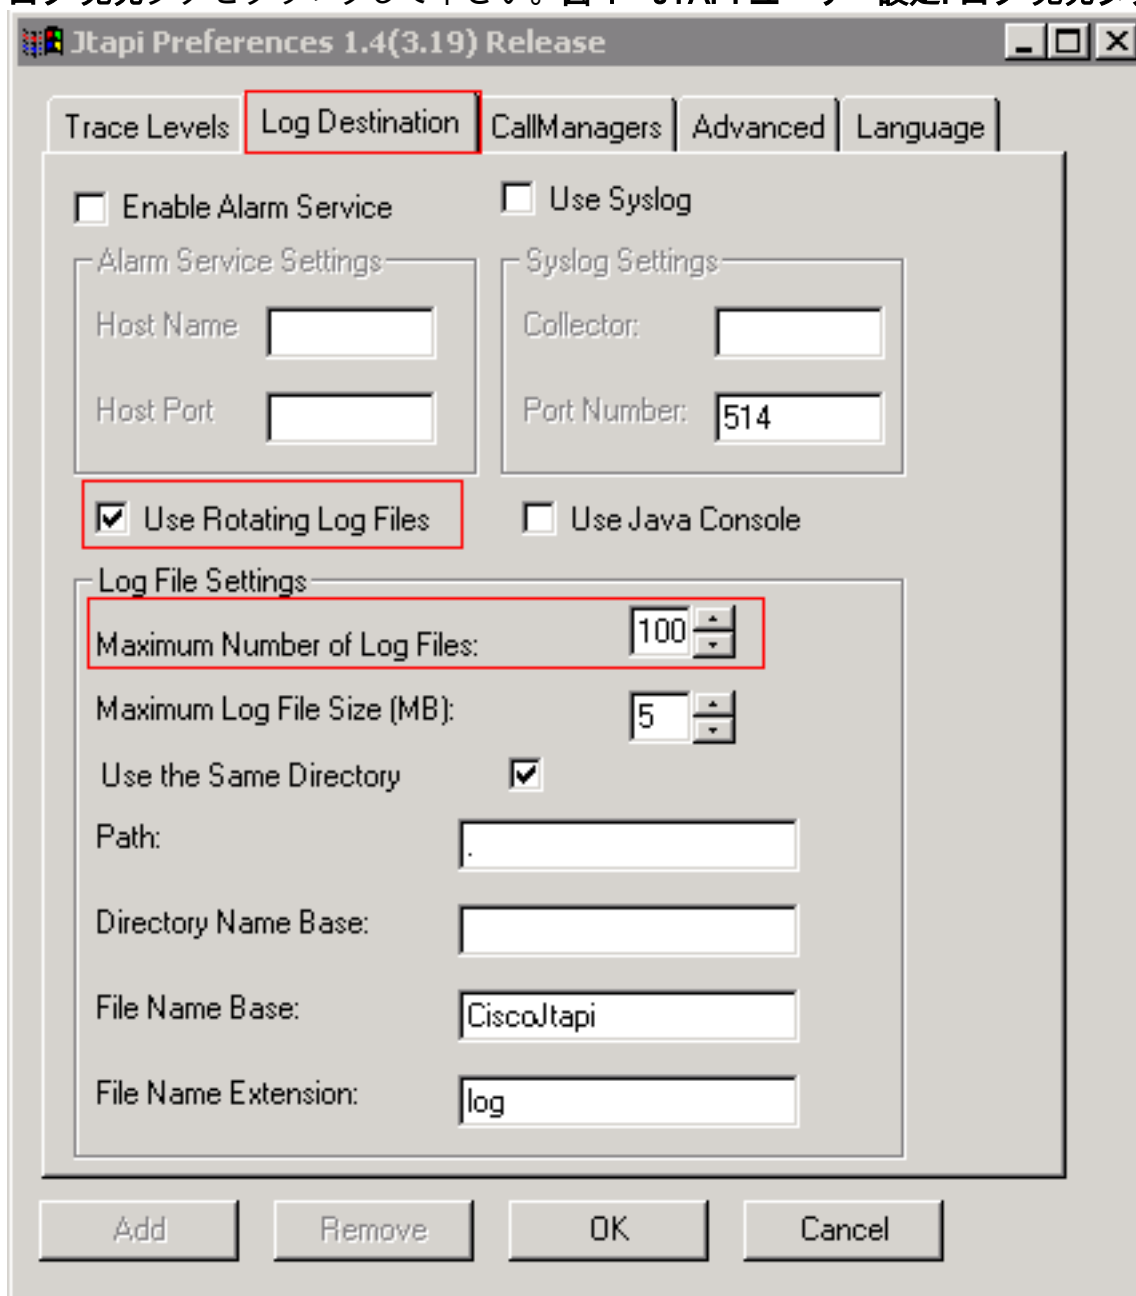 Jtapi Preferences 1.4(3.19) Release
Trace Levels Log Destination CallManagers Advanced Language
Enable Alarm Service Use Syslog
Alarm Service Settings Syslog Settings
Host Name Collector:
Host Port Port Number: 514
Use Rotating Log Files Use Java Console
Log File Settings
Maximum Number of Log Files: 100
Maximum Log File Size (MB): 5
Use the Same Directory
Path: .
Directory Name Base:
File Name Base: CiscoJtapi
File Name Extension: log
Add Remove OK Cancel